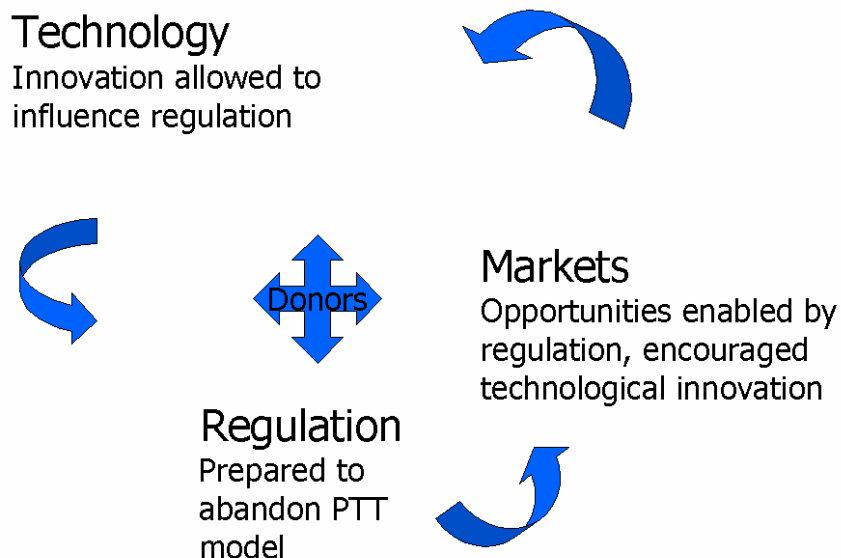 Technology
Innovation allowed to
influence regulation
Donors
Markets
Opportunities enabled by
regulation, encouraged
technological innovation
Regulation
Prepared to
abandon PTT
model